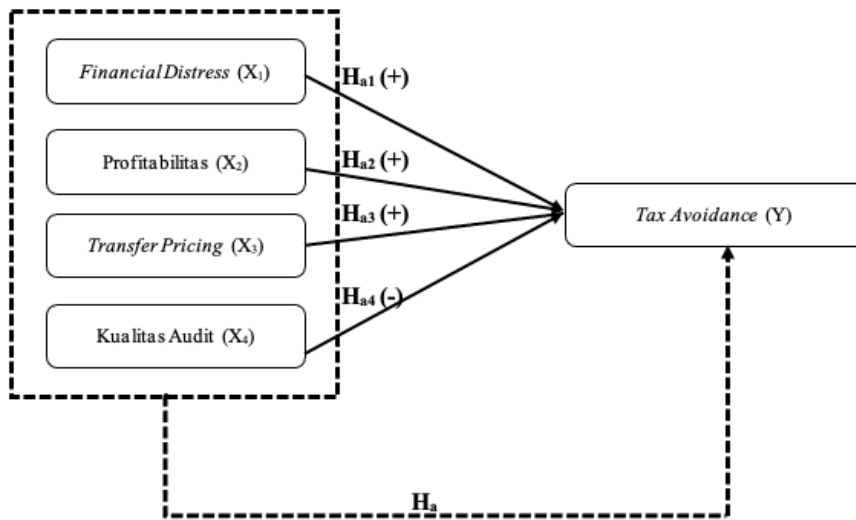 Financial Distress (X₁)
Hₐ₁ (+)
Profitabilitas (X₂)
Hₐ₂ (+)
Transfer Pricing (X₃)
Hₐ₃ (+)
Tax Avoidance (Y)
Hₐ₄ (-)
Kualitas Audit (X₄)
Hₐ